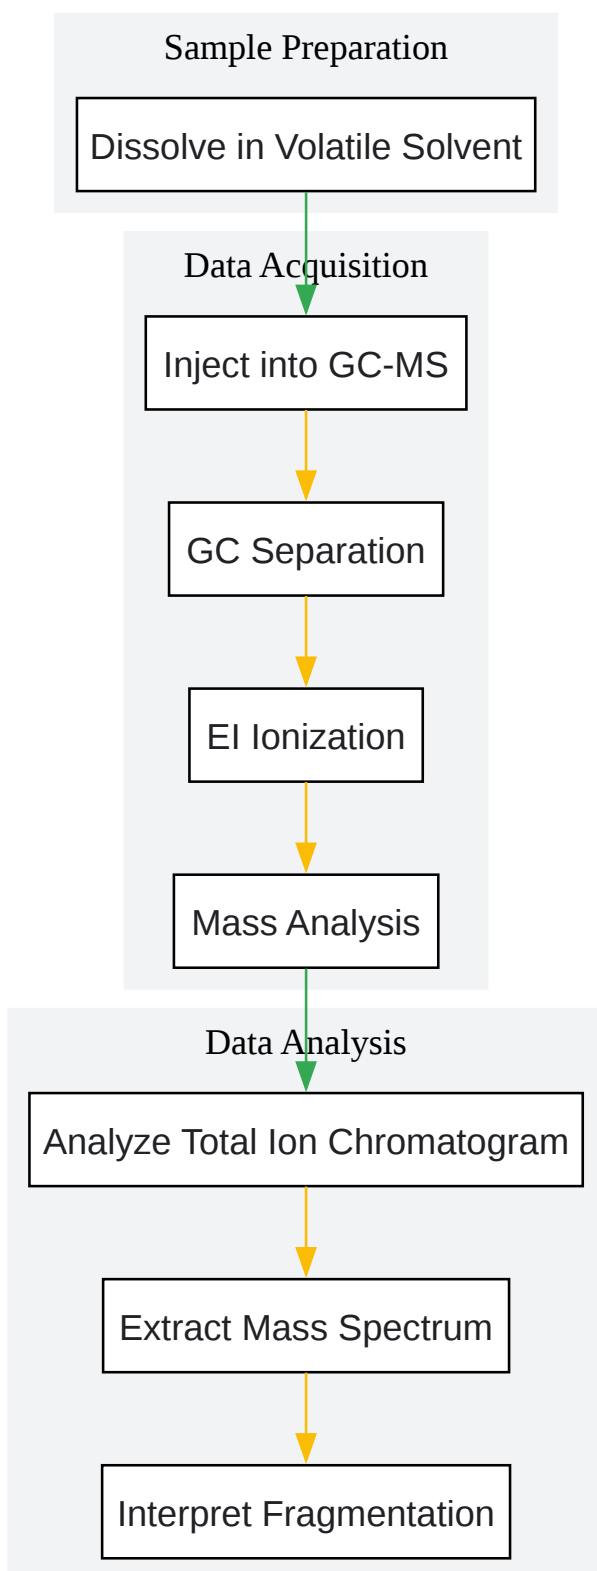 Sample Preparation
Dissolve in Volatile Solvent
Data Acquisition
Inject into GC-MS
GC Separation
EI Ionization
Mass Analysis
Data Analysis
Analyze Total Ion Chromatogram
Extract Mass Spectrum
Interpret Fragmentation